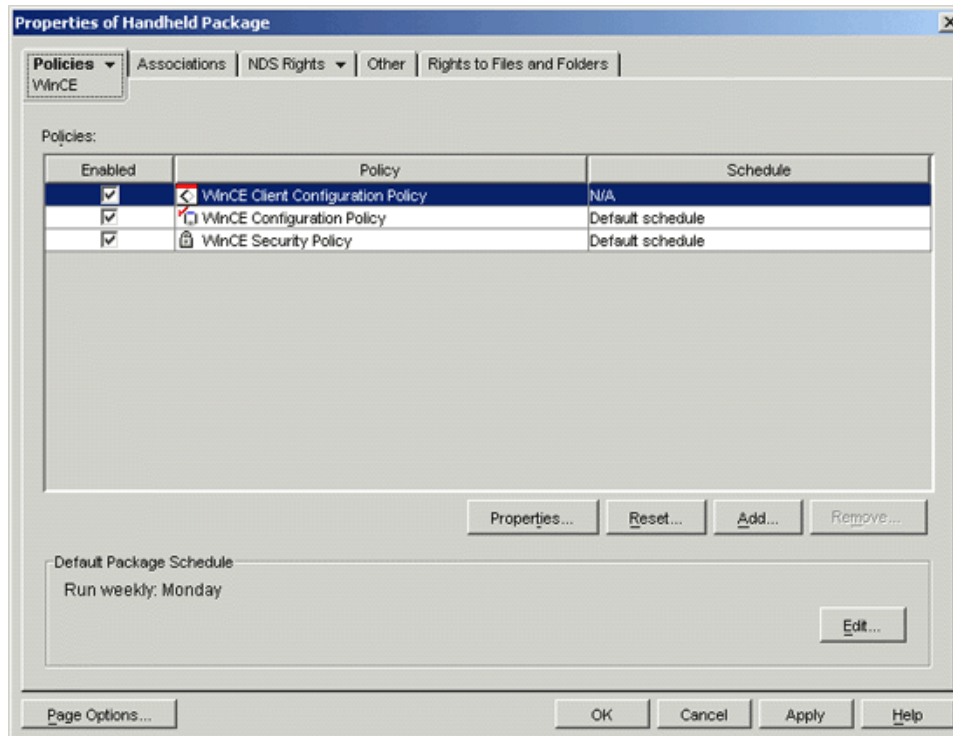 Properties of Handheld Package
Policies Associations NDS Rights Other Rights to Files and Folders
WinCE
Policies:
Enabled Policy Schedule
WinCE Client Configuration Policy N/A
WinCE Configuration Policy Default schedule
WinCE Security Policy Default schedule
Properties... Reset... Add... Remove...
Default Package Schedule
Run weekly: Monday
Edit...
Page Options... OK Cancel Apply Help